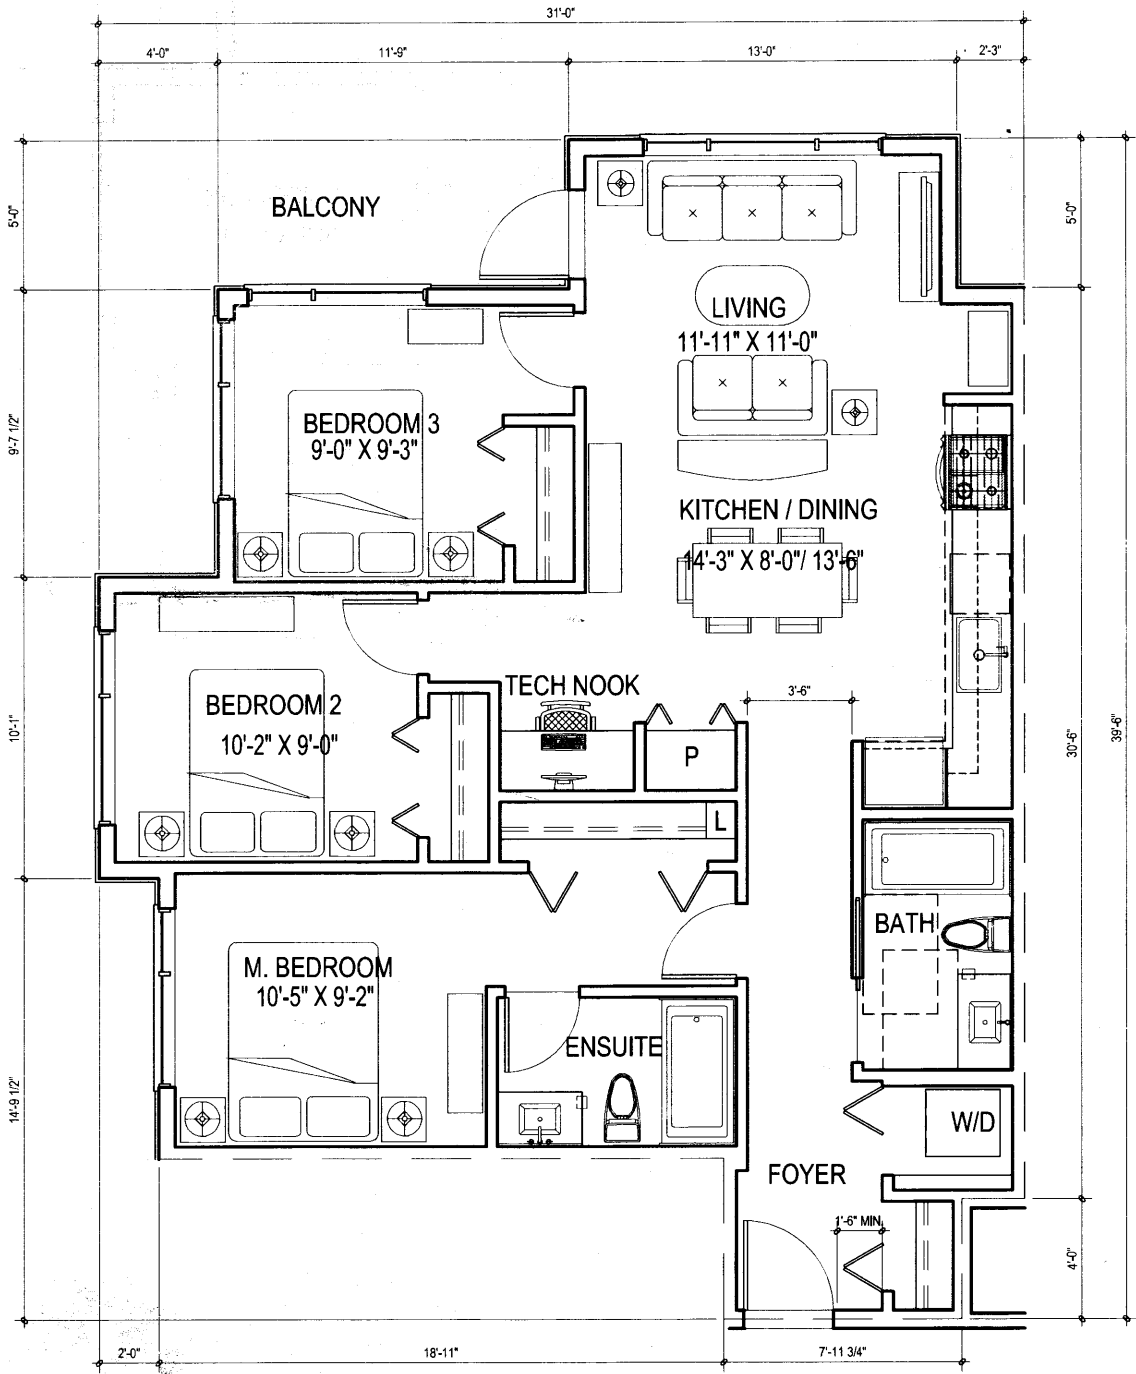 31'-0"
4'-0"
11'-9"
13'-0"
2'-3"
5'-0"
BALCONY
5'-0"
LIVING
11'-11" X 11'-0"
9'-7 1/2"
BEDROOM 3
9'-0" X 9'-3"
KITCHEN / DINING
14'-3" X 8'-0"/ 13'-6"
10'-1"
BEDROOM 2
10'-2" X 9'-0"
TECH NOOK
3'-6"
P
L
30'-6"
39'-6"
BATH
M. BEDROOM
10'-5" X 9'-2"
ENSUITE
14'-9 1/2"
W/D
FOYER
1'-6" MIN.
4'-0"
2'-0"
18'-11"
7'-11 3/4"